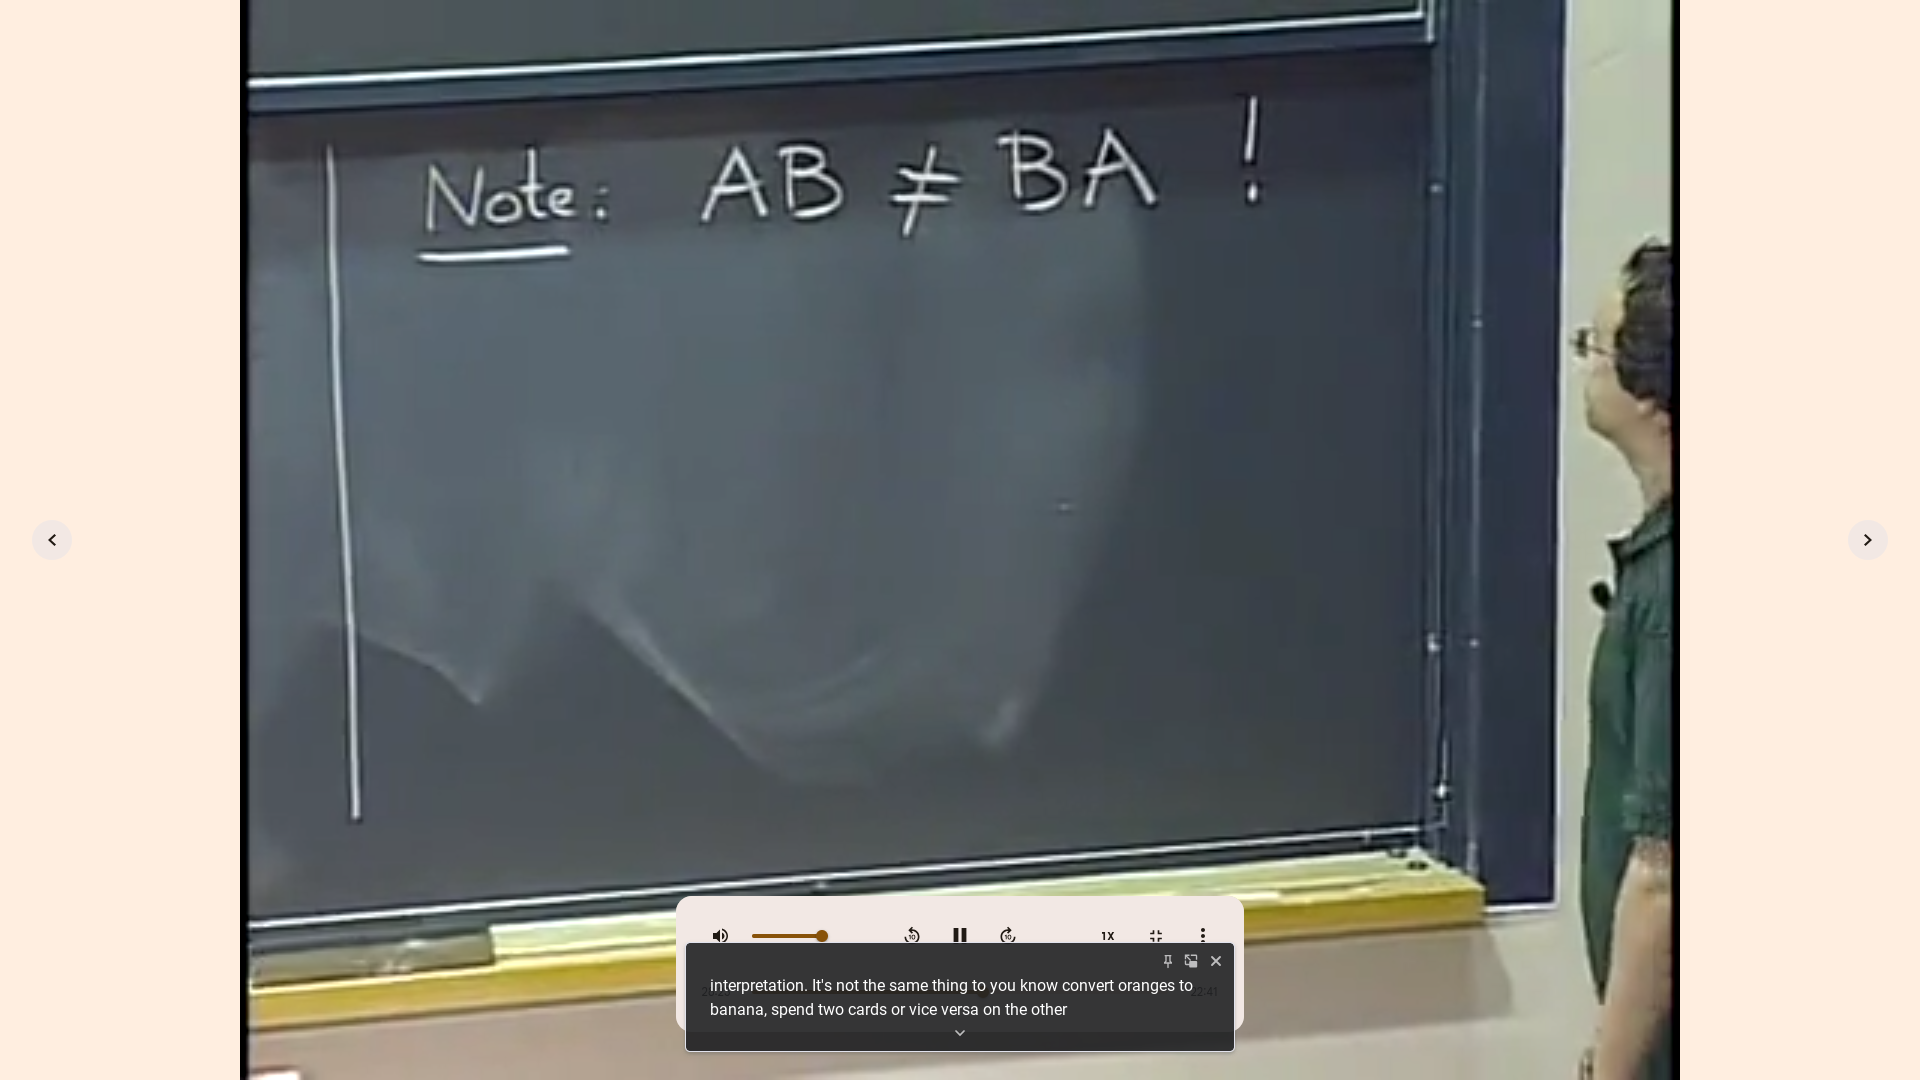 Note: AB ≠ BA !
1X
interpretation. It's not the same thing to you know convert oranges to
banana, spend two cards or vice versa on the other